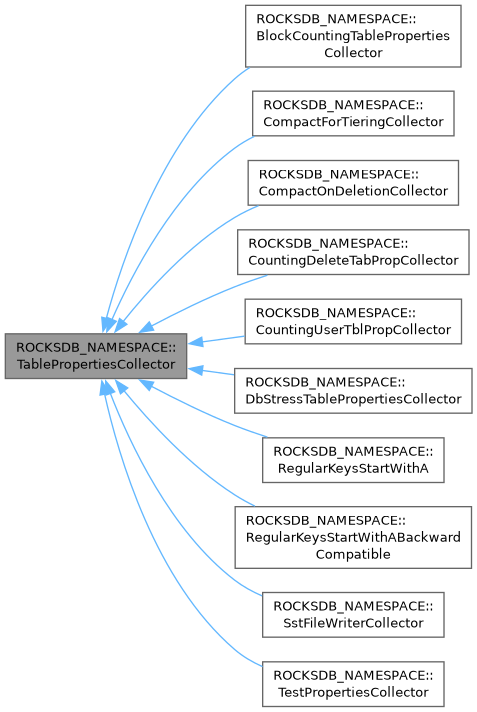 ROCKSDB_NAMESPACE::
BlockCountingTableProperties
Collector
ROCKSDB_NAMESPACE::
CompactForTieringCollector
ROCKSDB_NAMESPACE::
CompactOnDeletionCollector
ROCKSDB_NAMESPACE::
CountingDeleteTabPropCollector
ROCKSDB_NAMESPACE::
CountingUserTblPropCollector
ROCKSDB_NAMESPACE::
TablePropertiesCollector
ROCKSDB_NAMESPACE::
DbStressTablePropertiesCollector
ROCKSDB_NAMESPACE::
RegularKeysStartWithA
ROCKSDB_NAMESPACE::
RegularKeysStartWithABackward
Compatible
ROCKSDB_NAMESPACE::
SstFileWriterCollector
ROCKSDB_NAMESPACE::
TestPropertiesCollector